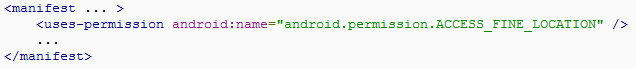 <manifest ... >
    <uses-permission android:name="android.permission.ACCESS_FINE_LOCATION" />
    ...
</manifest>